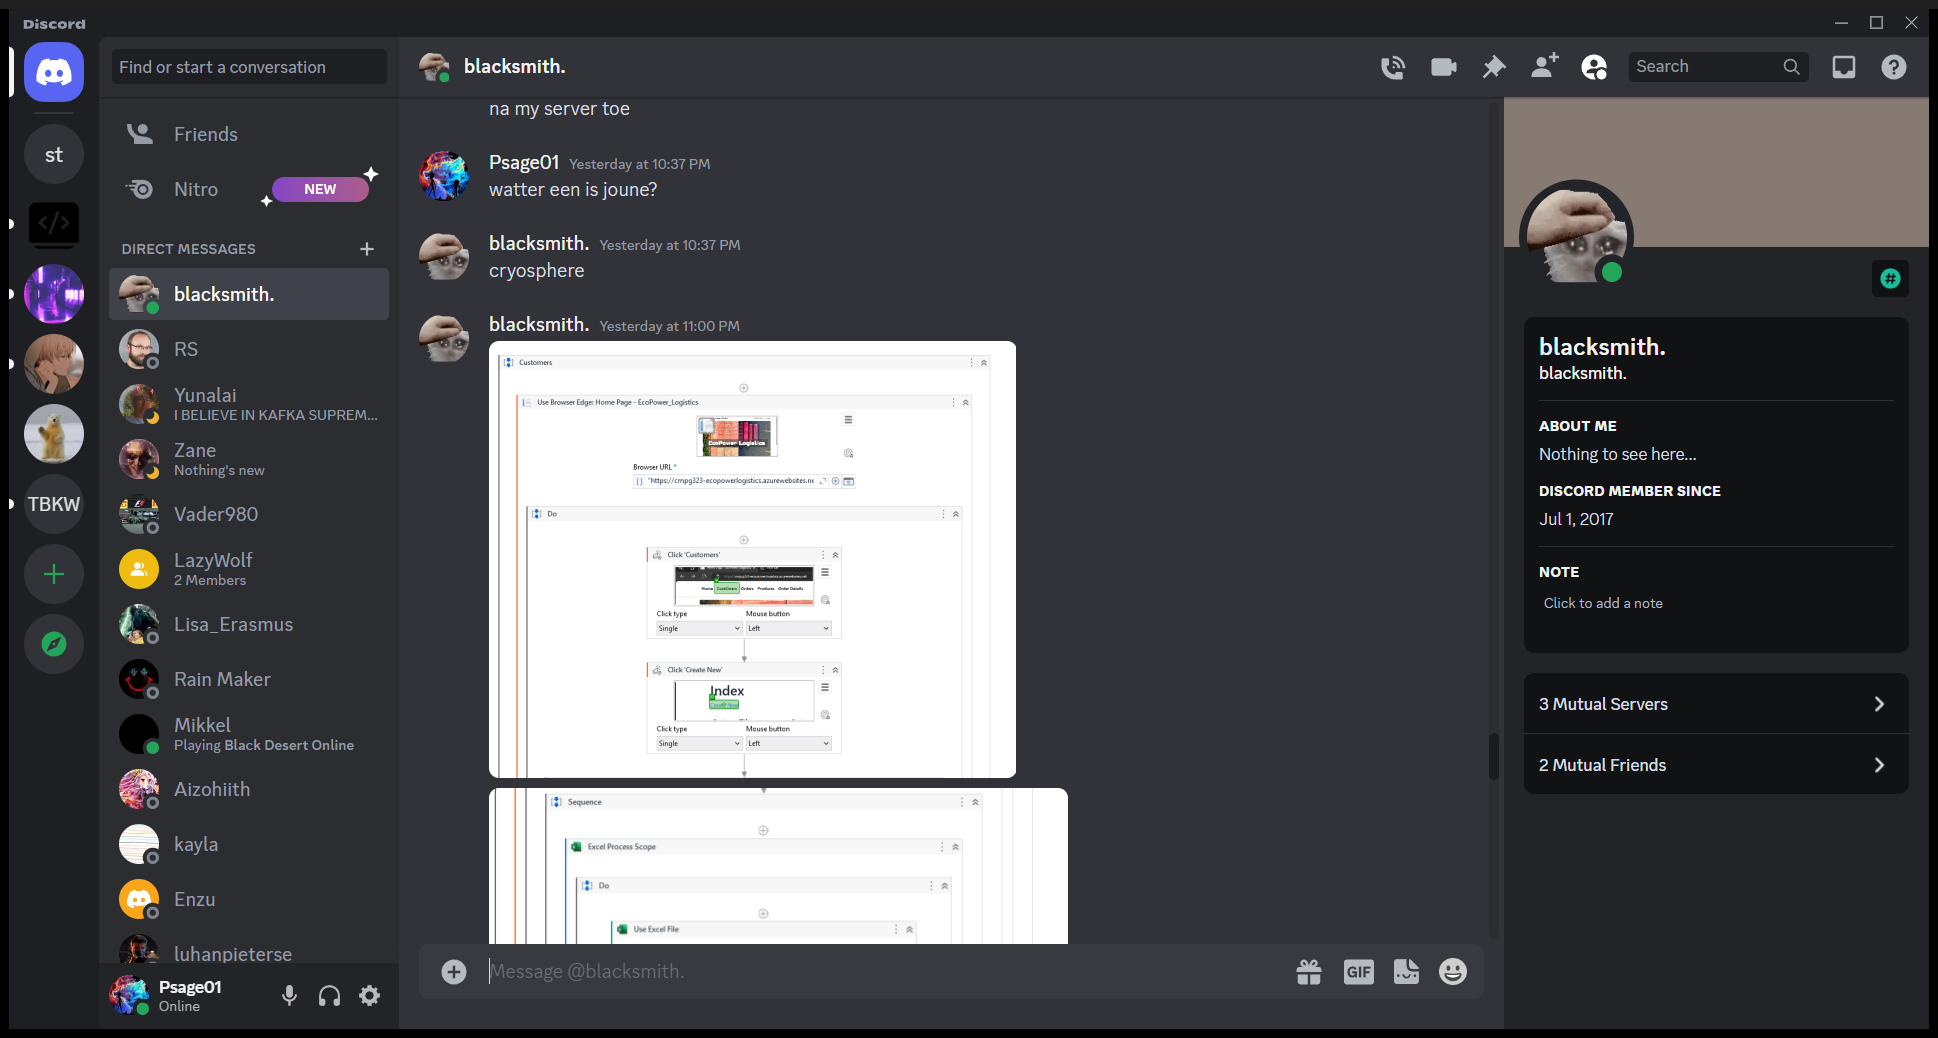 Discord
Find or start a conversation
blacksmith.
Search
Friends
Nitro
NEW
DIRECT MESSAGES
st
TBKW
blacksmith.
RS
Yunalai
I BELIEVE IN KAFKA SUPREM...
Zane
Nothing's new
Vader980
LazyWolf
2 Members
Lisa_Erasmus
Rain Maker
Mikkel
Playing Black Desert Online
Aizohiith
kayla
Enzu
luhanpieterse
Psage01
Online
na my server toe
Psage01 Yesterday at 10:37 PM
watter een is joune?
blacksmith. Yesterday at 10:37 PM
cryosphere
blacksmith. Yesterday at 11:00 PM
Customers
Use Browser Edge: Home Page - EcoPower_Logistics
EcoPower Logistics
Browser URL *
"https://cmpg323-ecopowerlogistics.azurewebsites.ne
Do
Click 'Customers'
Home Customers Orders Products Order Details
Click type Mouse button
Single Left
Click 'Create New'
Index
Create New
Click type Mouse button
Single Left
Sequence
Excel Process Scope
Do
Use Excel File
Message @blacksmith.
GIF
blacksmith.
blacksmith.
ABOUT ME
Nothing to see here...
DISCORD MEMBER SINCE
Jul 1, 2017
NOTE
Click to add a note
3 Mutual Servers
2 Mutual Friends